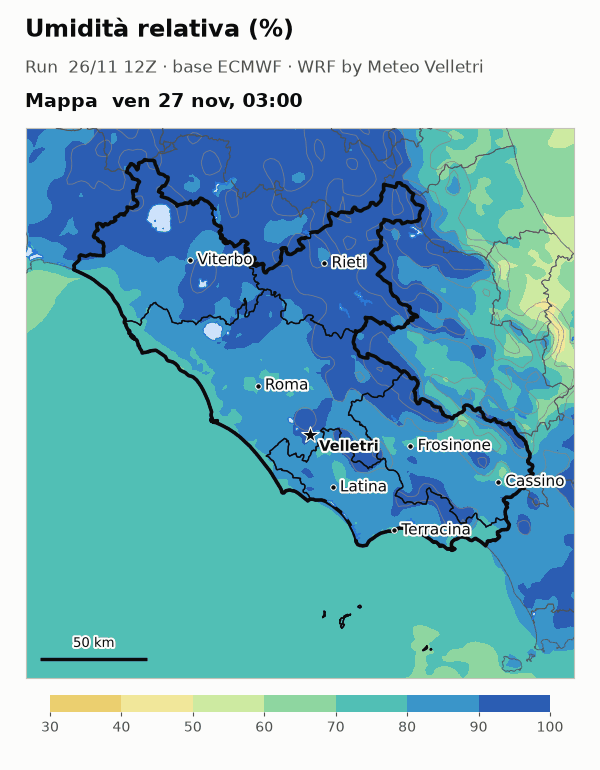 Umidità relativa (%)
Run  26/11 12Z · base ECMWF · WRF by Meteo Velletri
Mappa  ven 27 nov, 03:00
Viterbo
Rieti
Roma
Velletri
Frosinone
Cassino
Latina
Terracina
50 km
30 40 50 60 70 80 90 100